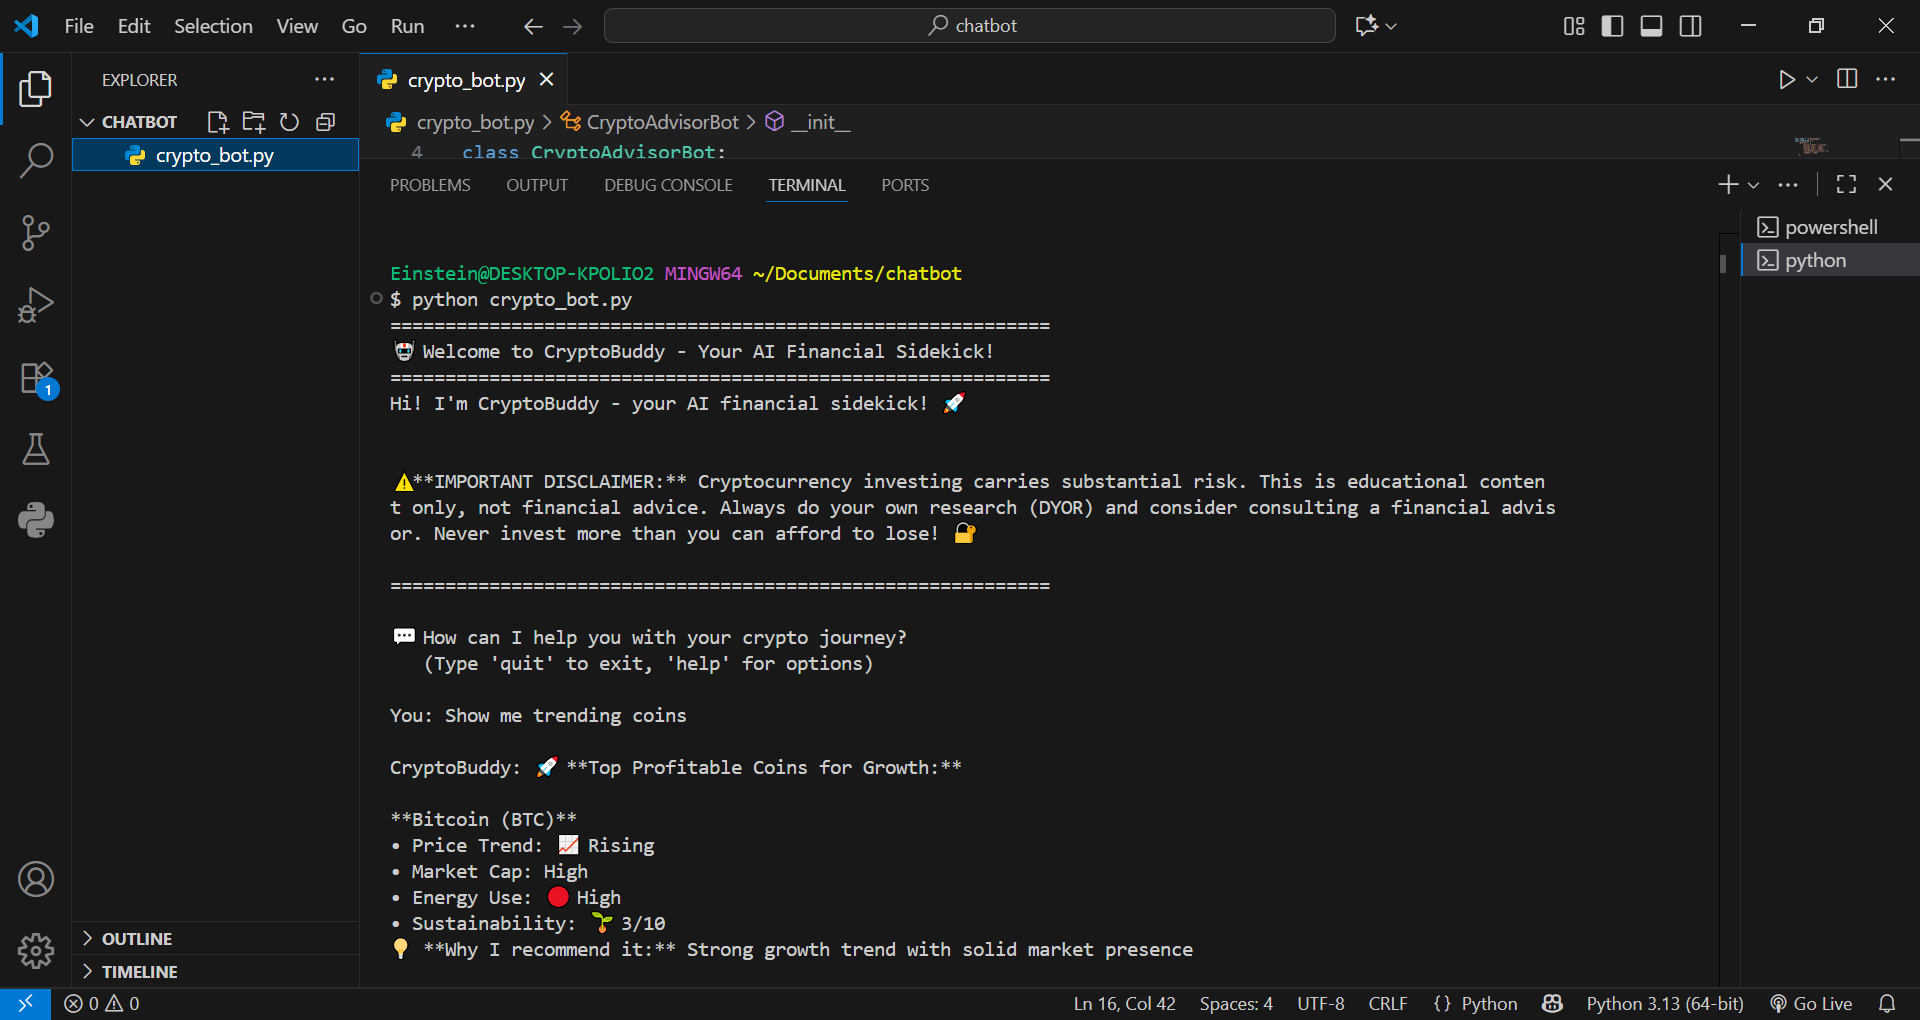 File Edit Selection View Go Run ··· chatbot
EXPLORER ···
CHATBOT
crypto_bot.py
OUTLINE
TIMELINE
1
crypto_bot.py
crypto_bot.py > CryptoAdvisorBot > __init__
4 class CryptoAdvisorBot:
PROBLEMS OUTPUT DEBUG CONSOLE TERMINAL PORTS
powershell
python
Einstein@DESKTOP-KPOLIO2 MINGW64 ~/Documents/chatbot
$ python crypto_bot.py
============================================================
🤖 Welcome to CryptoBuddy - Your AI Financial Sidekick!
============================================================
Hi! I'm CryptoBuddy - your AI financial sidekick! 🚀
⚠️**IMPORTANT DISCLAIMER:** Cryptocurrency investing carries substantial risk. This is educational conten
t only, not financial advice. Always do your own research (DYOR) and consider consulting a financial advis
or. Never invest more than you can afford to lose! 🔐
============================================================
💬 How can I help you with your crypto journey?
(Type 'quit' to exit, 'help' for options)
You: Show me trending coins
CryptoBuddy: 🚀 **Top Profitable Coins for Growth:**
**Bitcoin (BTC)**
• Price Trend: 📈 Rising
• Market Cap: High
• Energy Use: 🔴 High
• Sustainability: 🌱 3/10
💡 **Why I recommend it:** Strong growth trend with solid market presence
0 0 Ln 16, Col 42 Spaces: 4 UTF-8 CRLF {} Python Python 3.13 (64-bit) Go Live